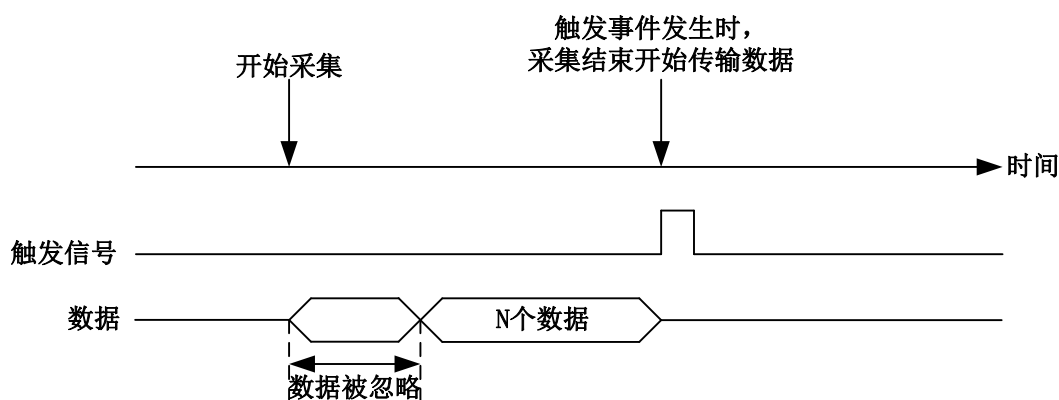 触发事件发生时，
采集结束开始传输数据
开始采集
时间
触发信号
数据
N个数据
数据被忽略